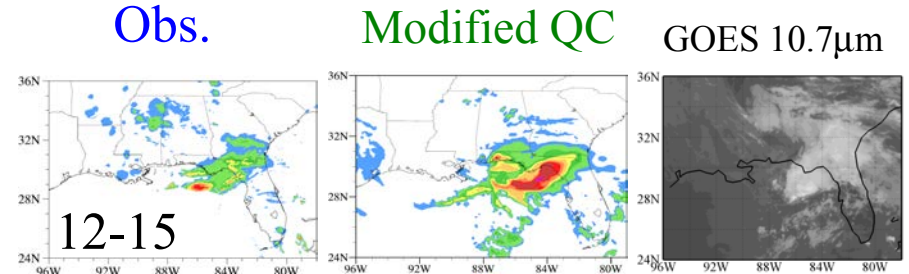 Obs.
Modified QC
GOES 10.7μm
36N
32N
28N
24N
96W
92W
88W
84W
80W
12-15
36N
32N
28N
24N
96W
92W
88W
84W
80W
36N
32N
28N
24N
96W
92W
88W
84W
80W